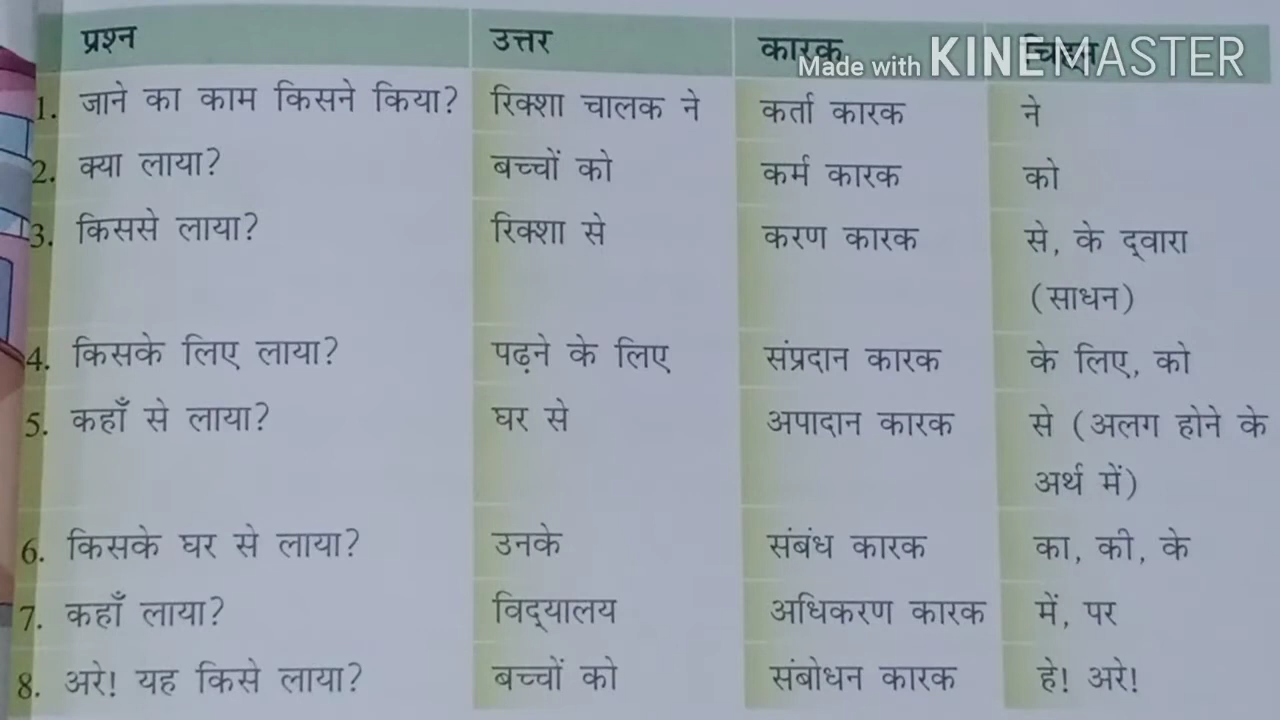 प्रश्न उत्तर कारक चिह्न
Made with KINEMASTER
1. जाने का काम किसने किया? रिक्शा चालक ने कर्ता कारक ने
2. क्या लाया? बच्चों को कर्म कारक को
3. किससे लाया? रिक्शा से करण कारक से, के द्वारा
(साधन)
4. किसके लिए लाया? पढ़ने के लिए संप्रदान कारक के लिए, को
5. कहाँ से लाया? घर से अपादान कारक से (अलग होने के
अर्थ में)
6. किसके घर से लाया? उनके संबंध कारक का, की, के
7. कहाँ लाया? विद्यालय अधिकरण कारक में, पर
8. अरे! यह किसे लाया? बच्चों को संबोधन कारक हे! अरे!